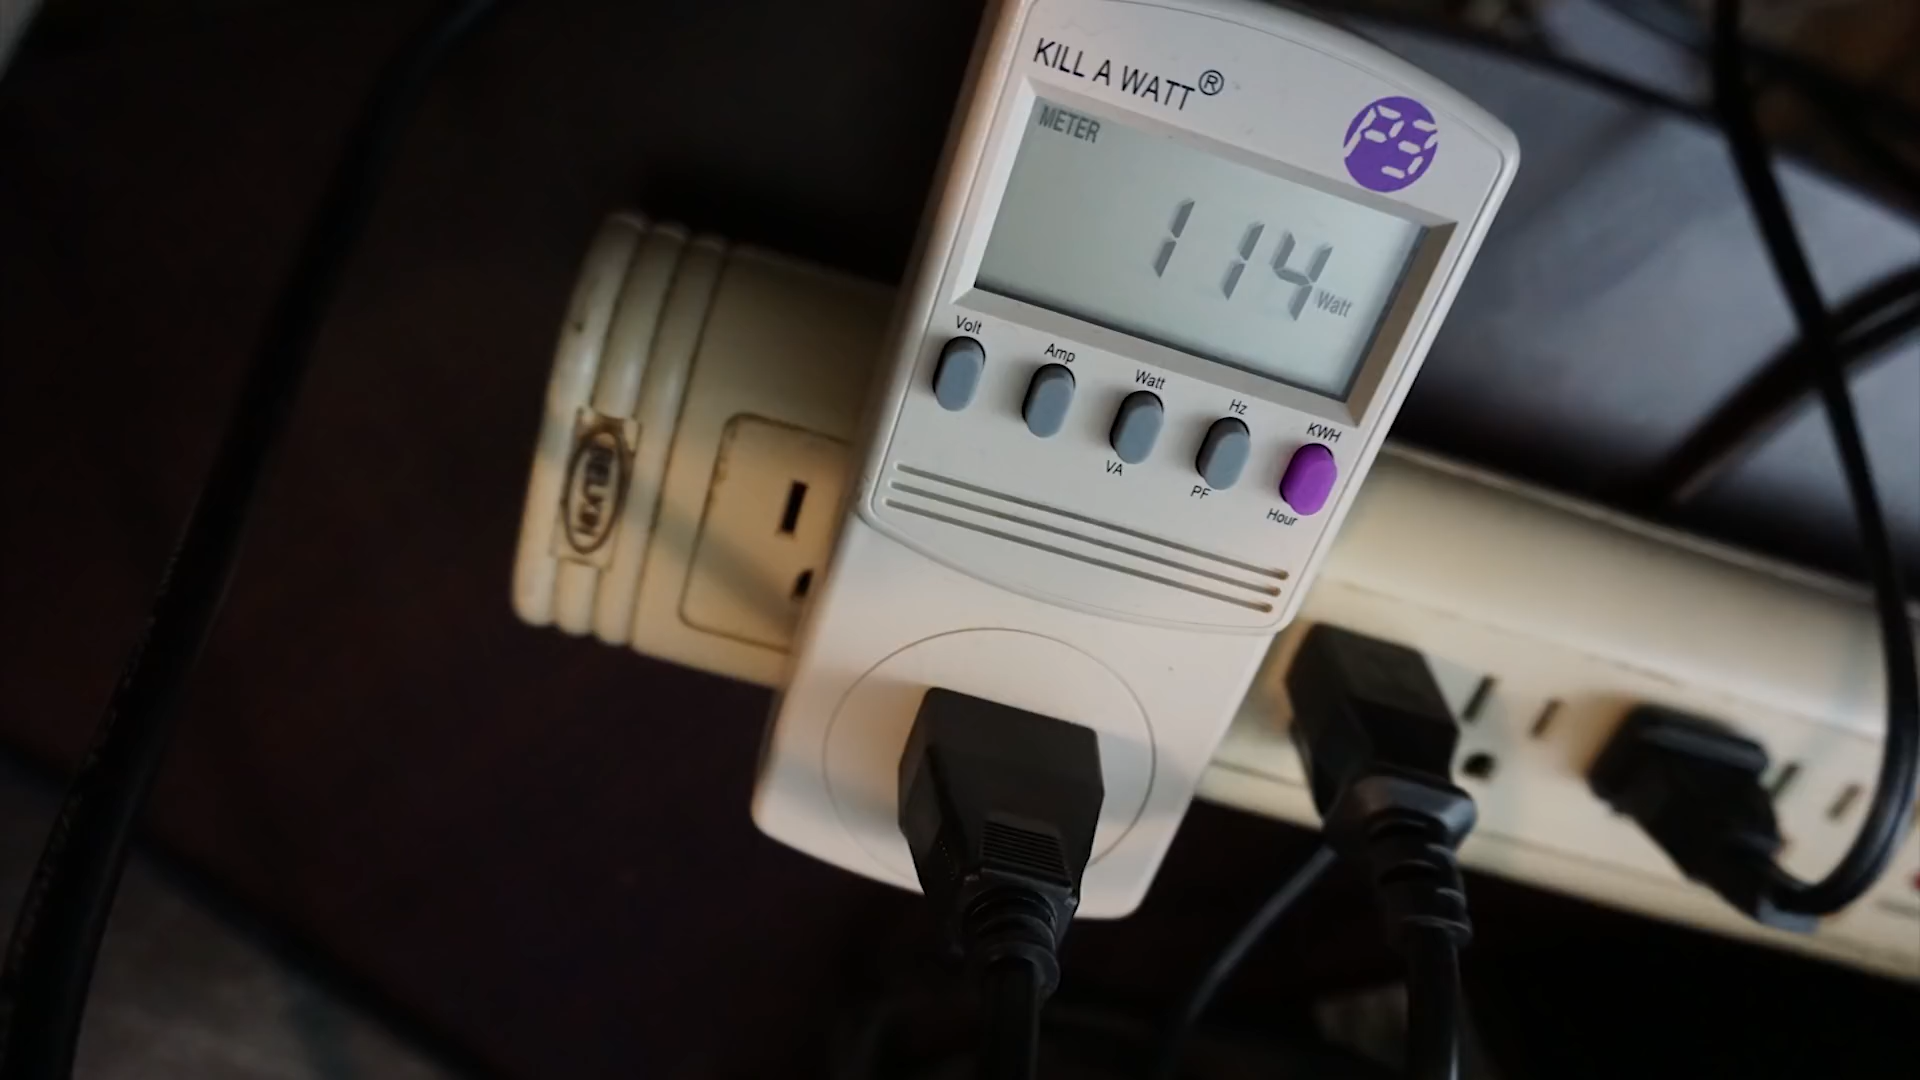 KILL A WATT®
P3
METER
114 Watt
Volt
Amp
Watt
Hz
KWH
VA
PF
Hour